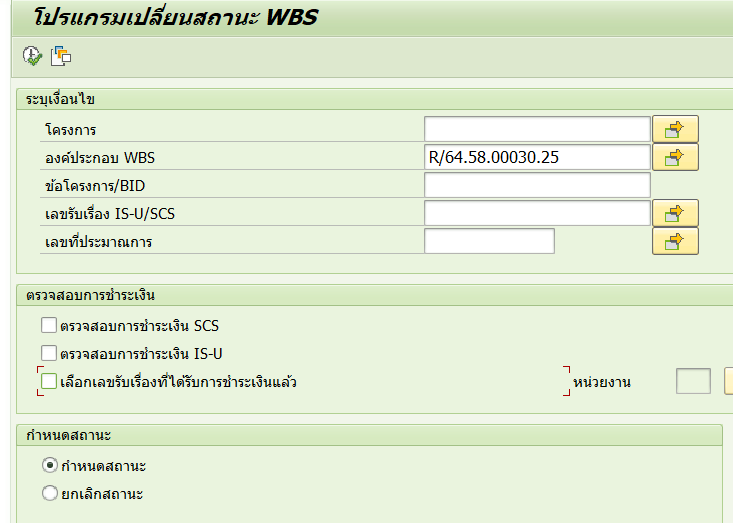 โปรแกรมเปลี่ยนสถานะ WBS
ระบุเงื่อนไข
โครงการ
องค์ประกอบ WBS R/64.58.00030.25
ข้อโครงการ/BID
เลขรับเรื่อง IS-U/SCS
เลขที่ประมาณการ
ตรวจสอบการชำระเงิน
ตรวจสอบการชำระเงิน SCS
ตรวจสอบการชำระเงิน IS-U
เลือกเลขรับเรื่องที่ได้รับการชำระเงินแล้ว หน่วยงาน
กำหนดสถานะ
กำหนดสถานะ
ยกเลิกสถานะ